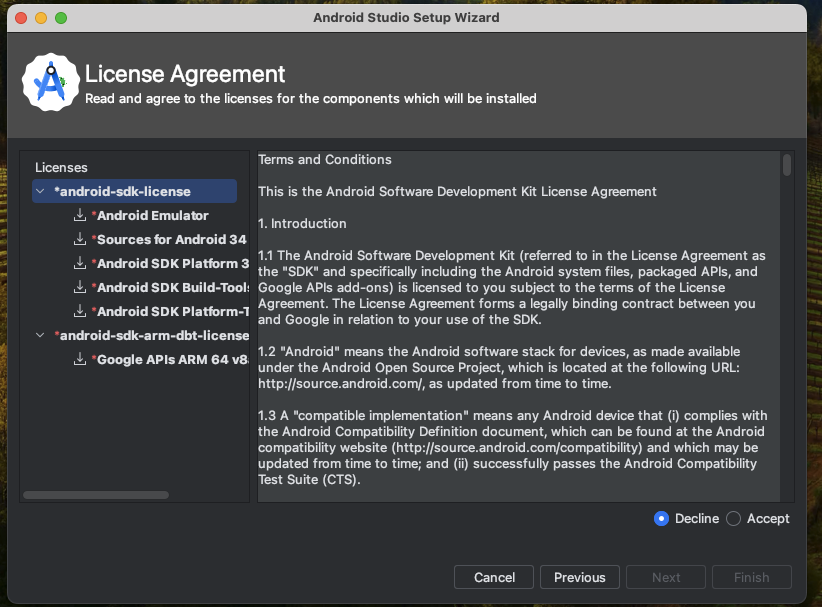 Android Studio Setup Wizard
License Agreement
Read and agree to the licenses for the components which will be installed
Licenses
*android-sdk-license
*Android Emulator
*Sources for Android 34
*Android SDK Platform 3
*Android SDK Build-Tools
*Android SDK Platform-T
*android-sdk-arm-dbt-license
*Google APIs ARM 64 v8a
Terms and Conditions
This is the Android Software Development Kit License Agreement
1. Introduction
1.1 The Android Software Development Kit (referred to in the License Agreement as
the "SDK" and specifically including the Android system files, packaged APIs, and
Google APIs add-ons) is licensed to you subject to the terms of the License
Agreement. The License Agreement forms a legally binding contract between you
and Google in relation to your use of the SDK.
1.2 "Android" means the Android software stack for devices, as made available
under the Android Open Source Project, which is located at the following URL:
http://source.android.com/, as updated from time to time.
1.3 A "compatible implementation" means any Android device that (i) complies with
the Android Compatibility Definition document, which can be found at the Android
compatibility website (http://source.android.com/compatibility) and which may be
updated from time to time; and (ii) successfully passes the Android Compatibility
Test Suite (CTS).
Decline Accept
Cancel Previous Next Finish